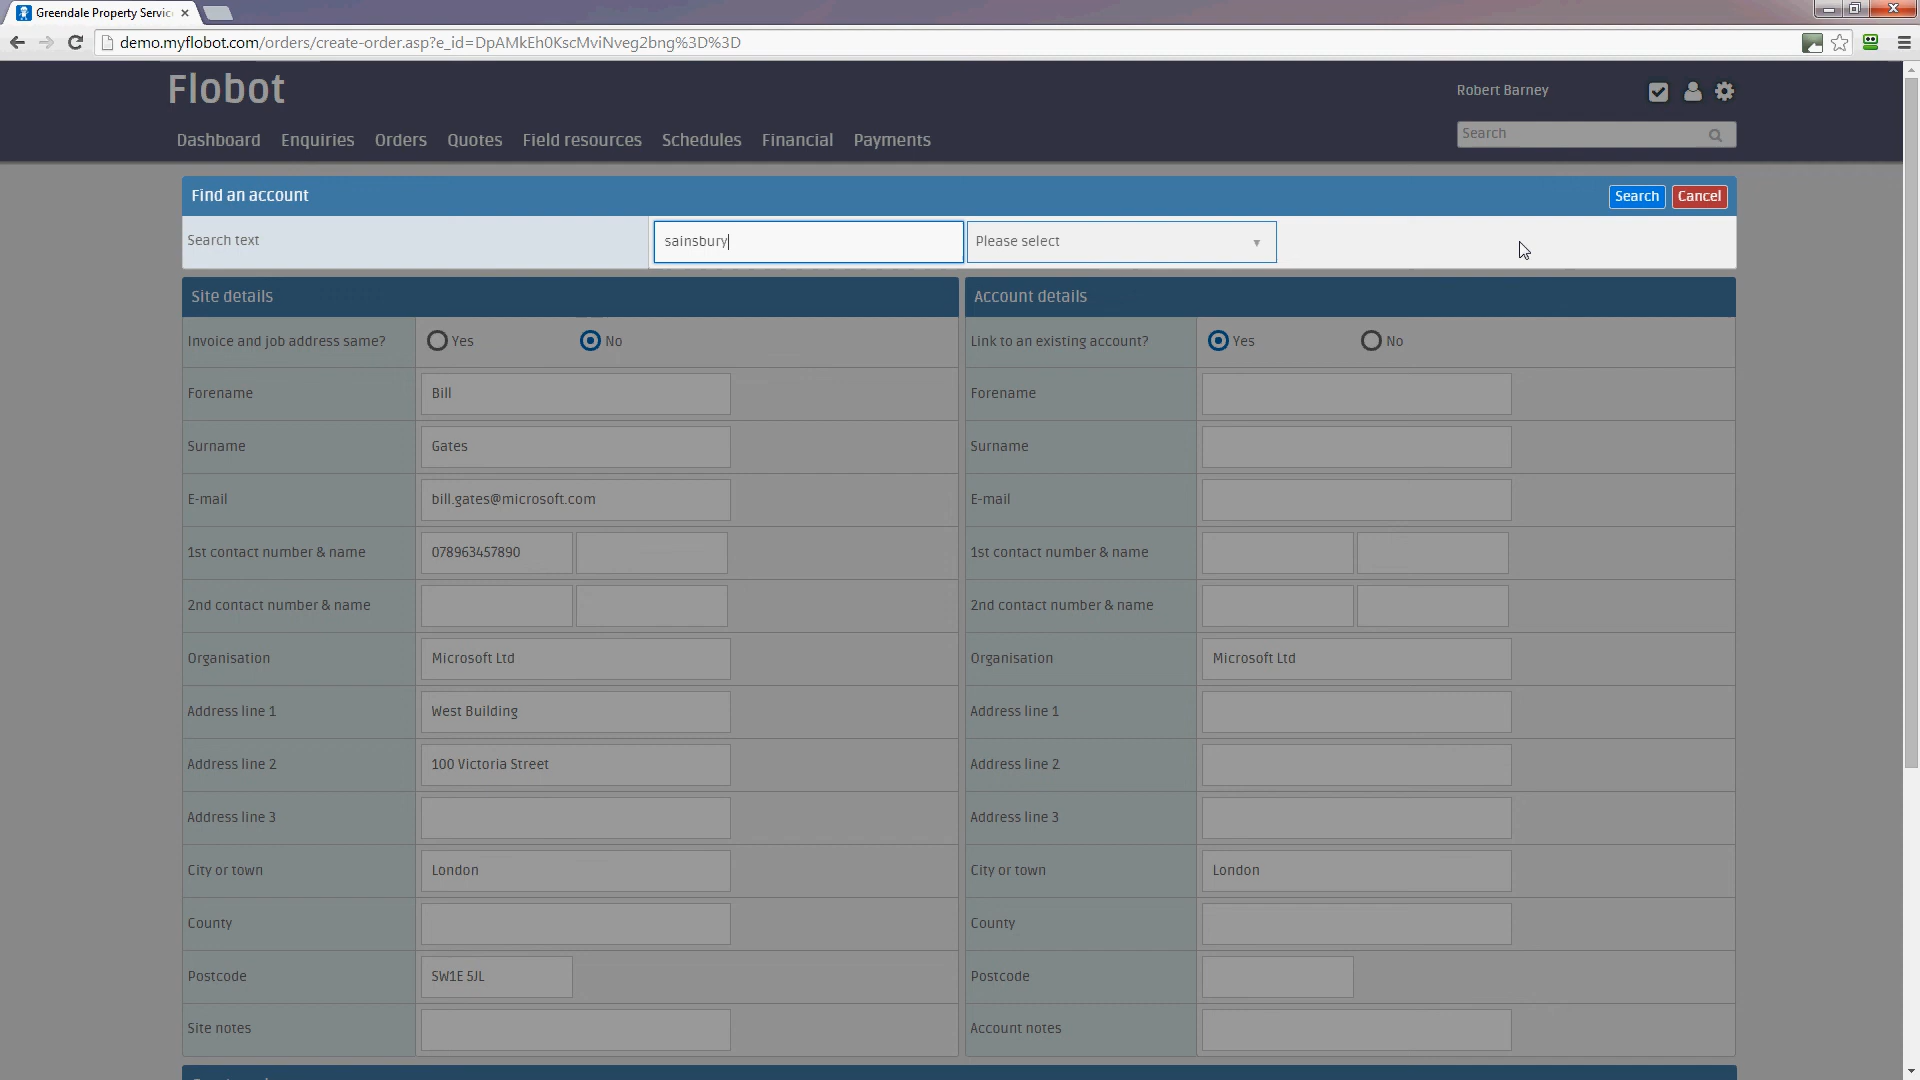 Greendale Property Servic
demo.myflobot.com/orders/create-order.asp?e_id=DpAMkEh0KscMviNveg2bng%3D%3D
Flobot
Robert Barney
Dashboard Enquiries Orders Quotes Field resources Schedules Financial Payments
Search
Find an account
Search Cancel
Search text
sainsbury
Please select
Site details
Account details
Invoice and job address same? Yes No
Link to an existing account? Yes No
Forename Bill
Forename
Surname Gates
Surname
E-mail bill.gates@microsoft.com
E-mail
1st contact number & name 078963457890
1st contact number & name
2nd contact number & name
2nd contact number & name
Organisation Microsoft Ltd
Organisation Microsoft Ltd
Address line 1 West Building
Address line 1
Address line 2 100 Victoria Street
Address line 2
Address line 3
Address line 3
City or town London
City or town London
County
County
Postcode SW1E 5JL
Postcode
Site notes
Account notes